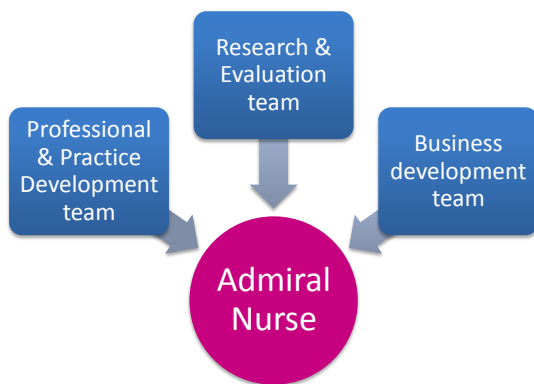 Research &
Evaluation
team
Professional
& Practice
Development
team
Business
development
team
Admiral
Nurse